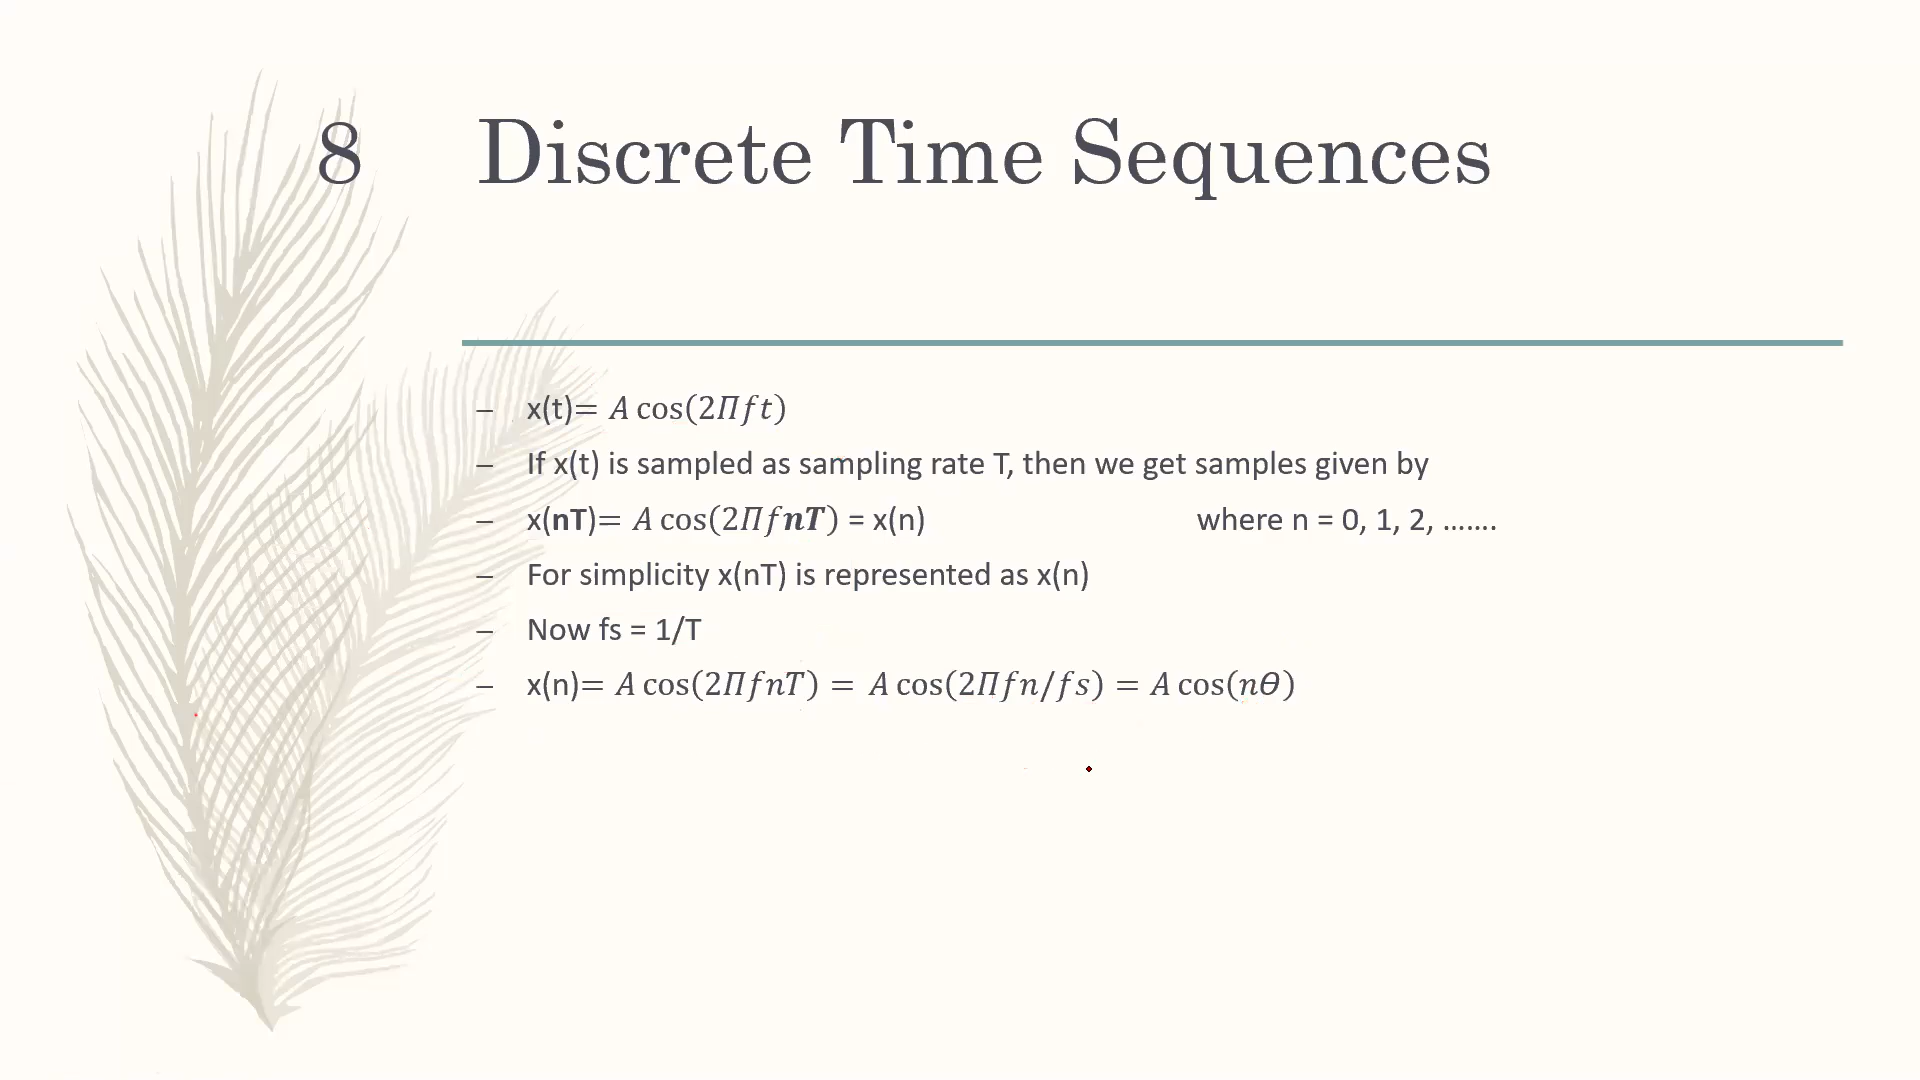 8 Discrete Time Sequences
– x(t)= A cos(2Πft)
– If x(t) is sampled as sampling rate T, then we get samples given by
– x(nT)= A cos(2ΠfnT) = x(n) where n = 0, 1, 2, …….
– For simplicity x(nT) is represented as x(n)
– Now fs = 1/T
– x(n)= A cos(2ΠfnT) = A cos(2Πfn/fs) = A cos(nθ)